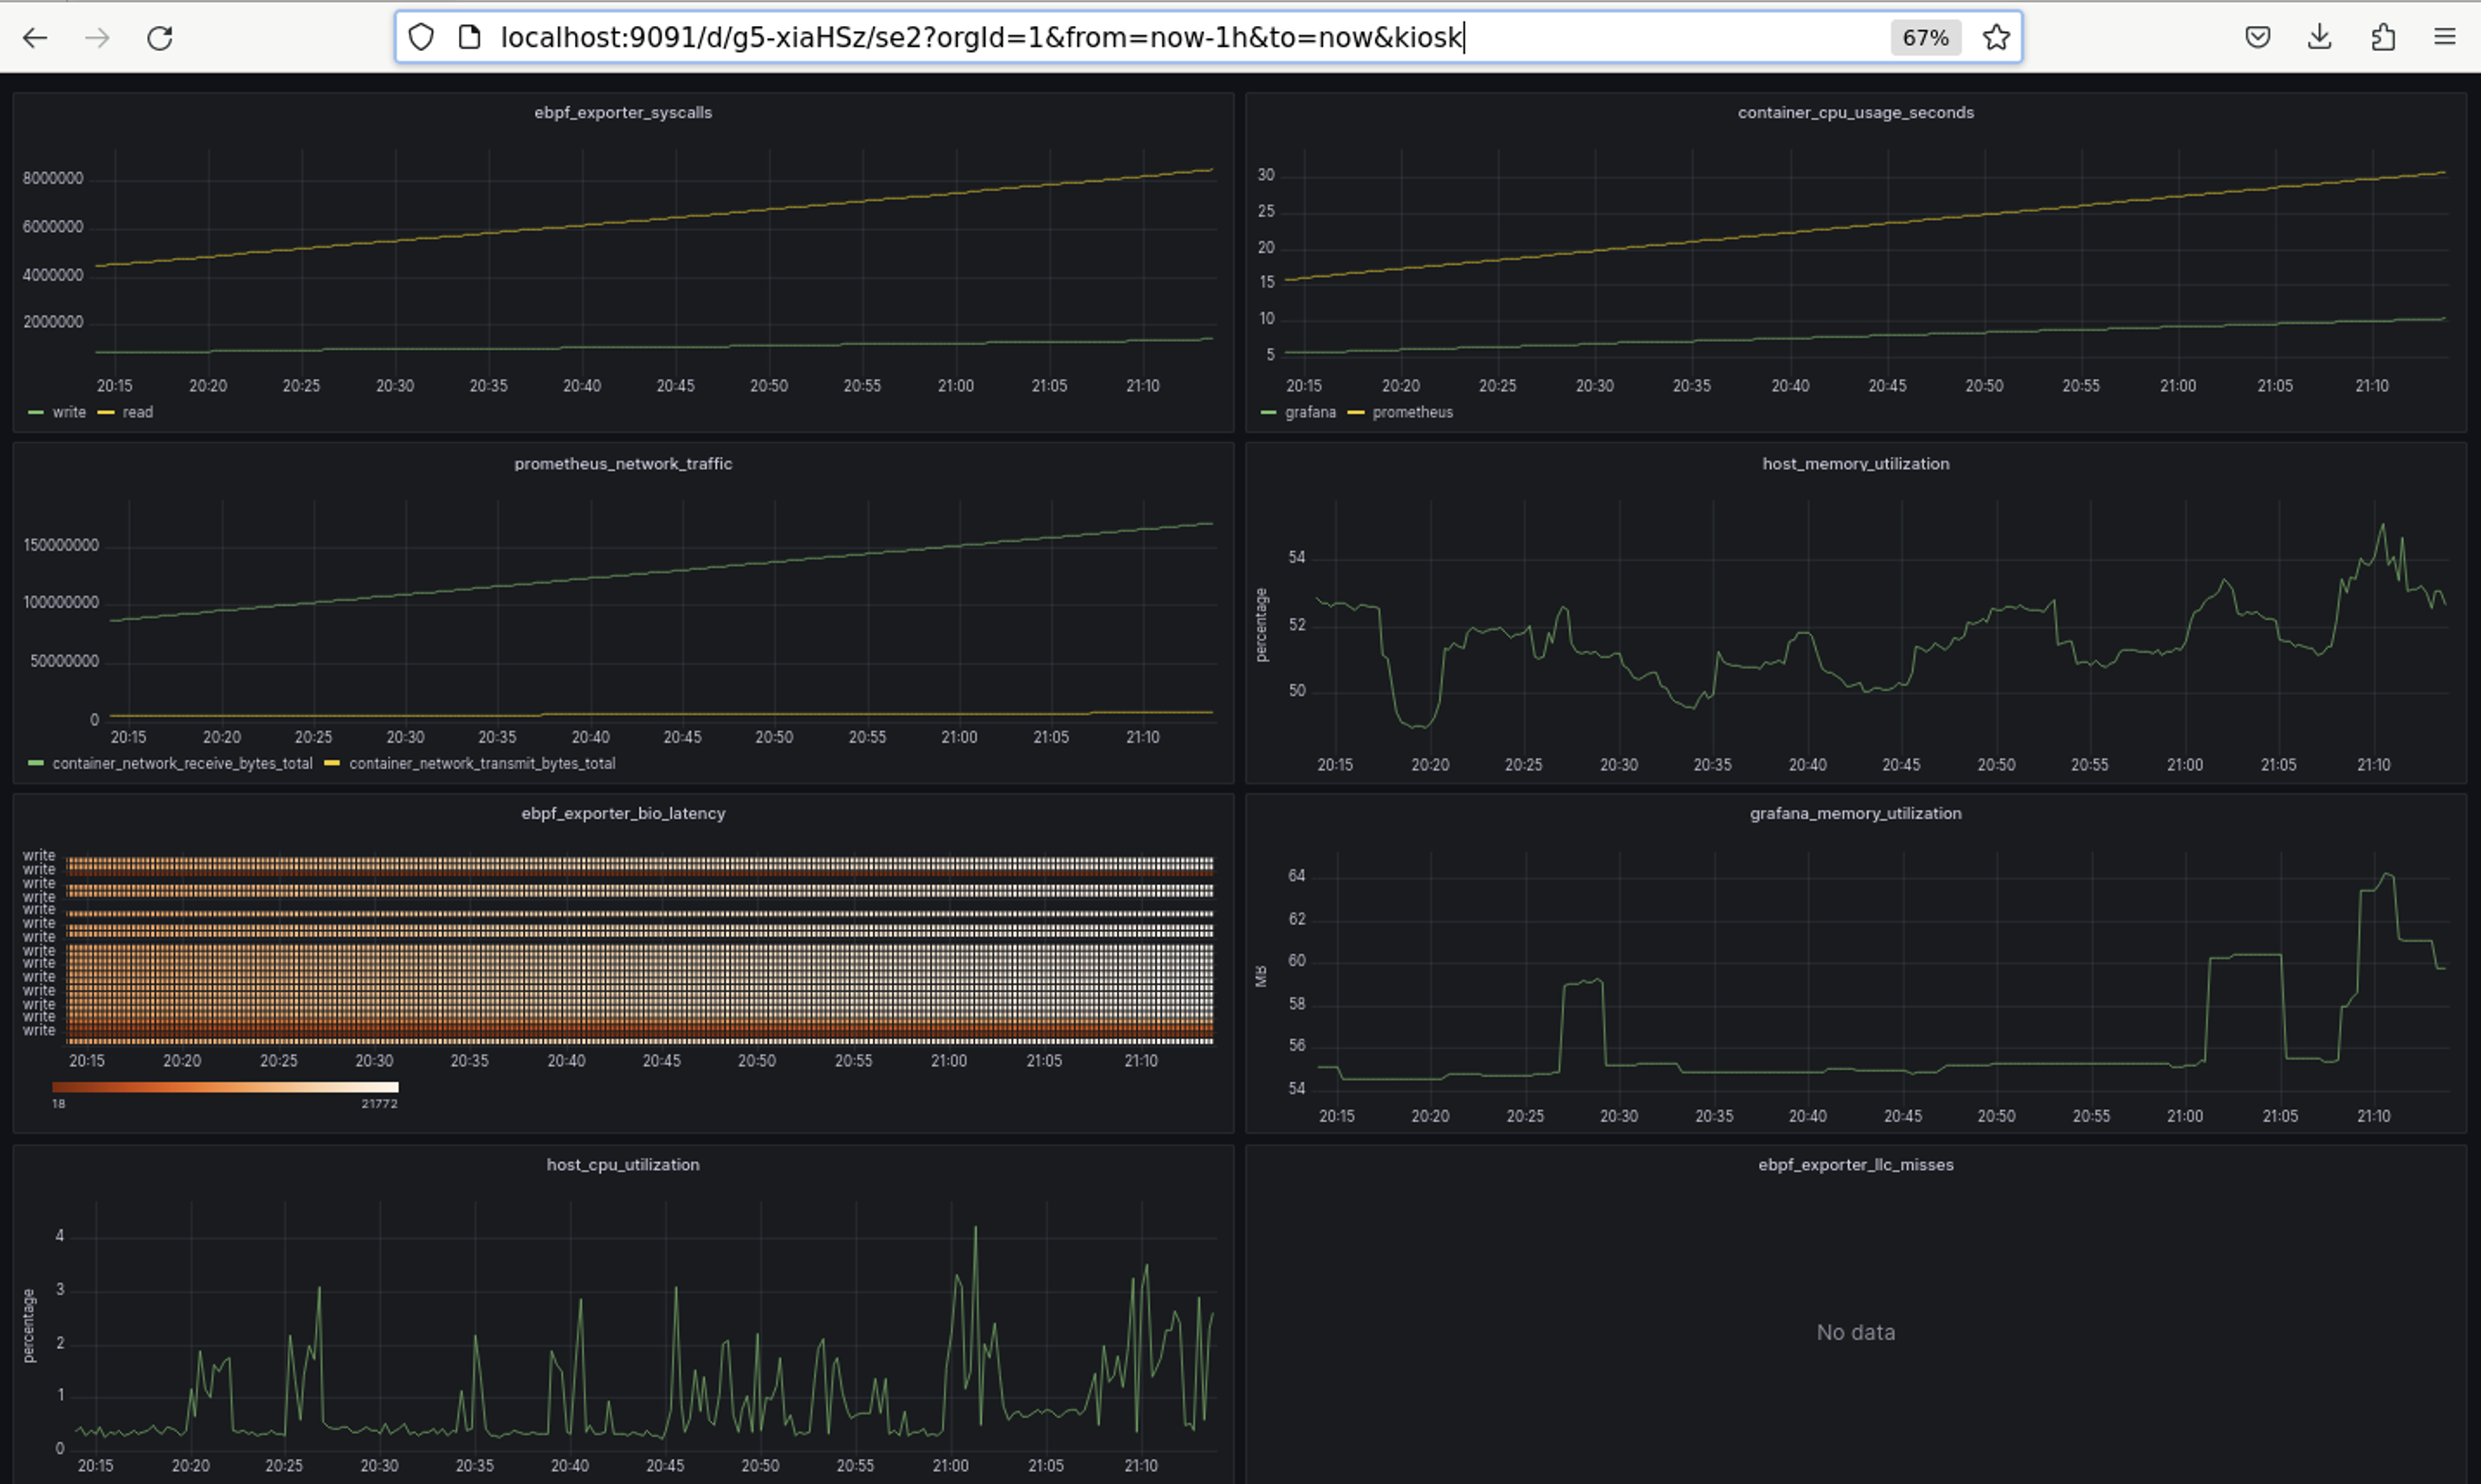 localhost:9091/d/g5-xiaHSz/se2?orgId=1&from=now-1h&to=now&kiosk
67%
ebpf_exporter_syscalls
8000000
6000000
4000000
2000000
20:15 20:20 20:25 20:30 20:35 20:40 20:45 20:50 20:55 21:00 21:05 21:10
write read
container_cpu_usage_seconds
30
25
20
15
10
5
20:15 20:20 20:25 20:30 20:35 20:40 20:45 20:50 20:55 21:00 21:05 21:10
grafana prometheus
prometheus_network_traffic
150000000
100000000
50000000
0
20:15 20:20 20:25 20:30 20:35 20:40 20:45 20:50 20:55 21:00 21:05 21:10
container_network_receive_bytes_total container_network_transmit_bytes_total
host_memory_utilization
percentage
54
52
50
20:15 20:20 20:25 20:30 20:35 20:40 20:45 20:50 20:55 21:00 21:05 21:10
ebpf_exporter_bio_latency
write
write
write
write
write
write
write
write
write
write
write
write
write
write
20:15 20:20 20:25 20:30 20:35 20:40 20:45 20:50 20:55 21:00 21:05 21:10
18 21772
grafana_memory_utilization
MB
64
62
60
58
56
54
20:15 20:20 20:25 20:30 20:35 20:40 20:45 20:50 20:55 21:00 21:05 21:10
host_cpu_utilization
percentage
4
3
2
1
0
20:15 20:20 20:25 20:30 20:35 20:40 20:45 20:50 20:55 21:00 21:05 21:10
ebpf_exporter_llc_misses
No data